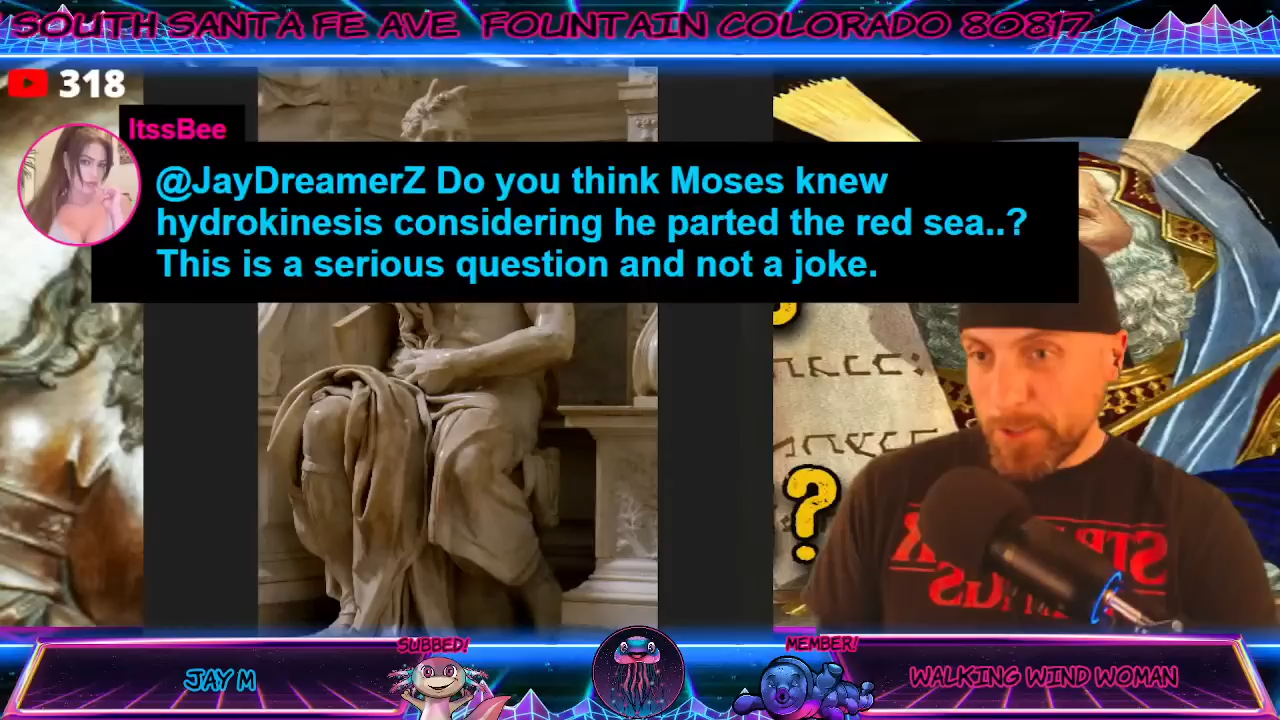 SOUTH SANTA FE AVE FOUNTAIN COLORADO 80817
318
ItssBee
@JayDreamerZ Do you think Moses knew
hydrokinesis considering he parted the red sea..?
This is a serious question and not a joke.
?
SUBBED!
JAY M
MEMBER!
WALKING WIND WOMAN